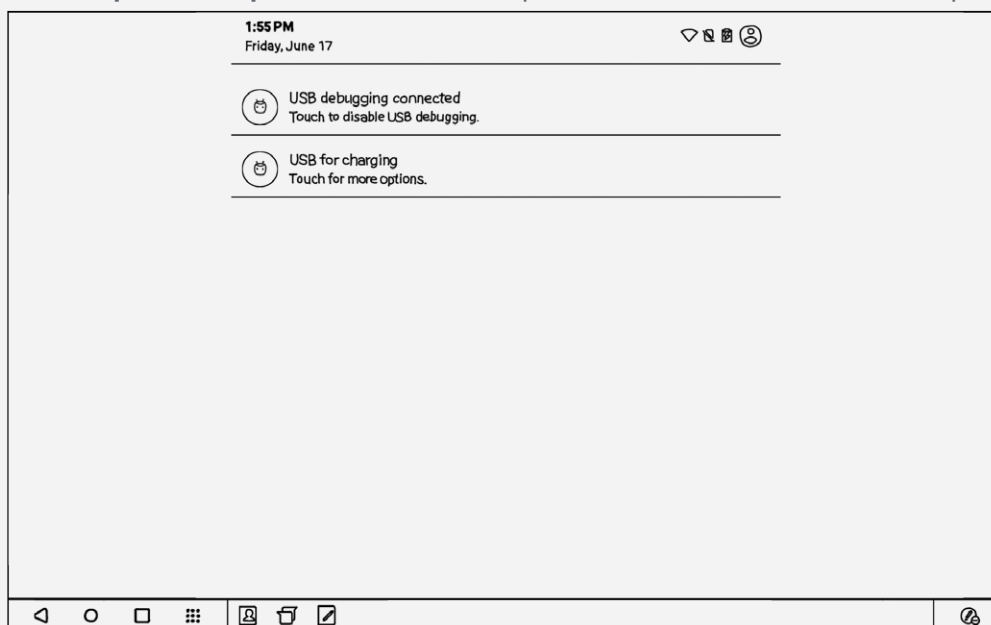 1:55 PM
Friday, June 17
USB debugging connected
Touch to disable USB debugging.
USB for charging
Touch for more options.